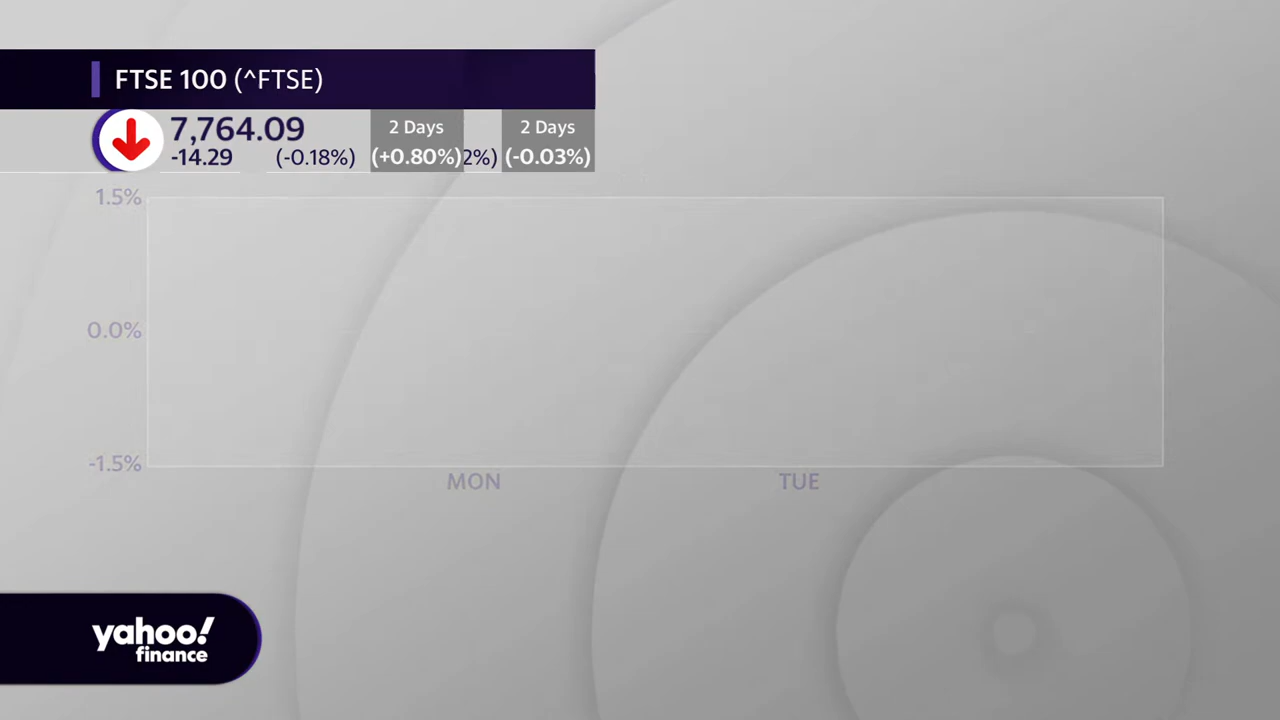 FTSE 100 (^FTSE)
7,764.09
-14.29 (-0.18%)
2 Days
(+0.80%)
2%)
2 Days
(-0.03%)
1.5%
0.0%
-1.5%
MON TUE
yahoo!
finance